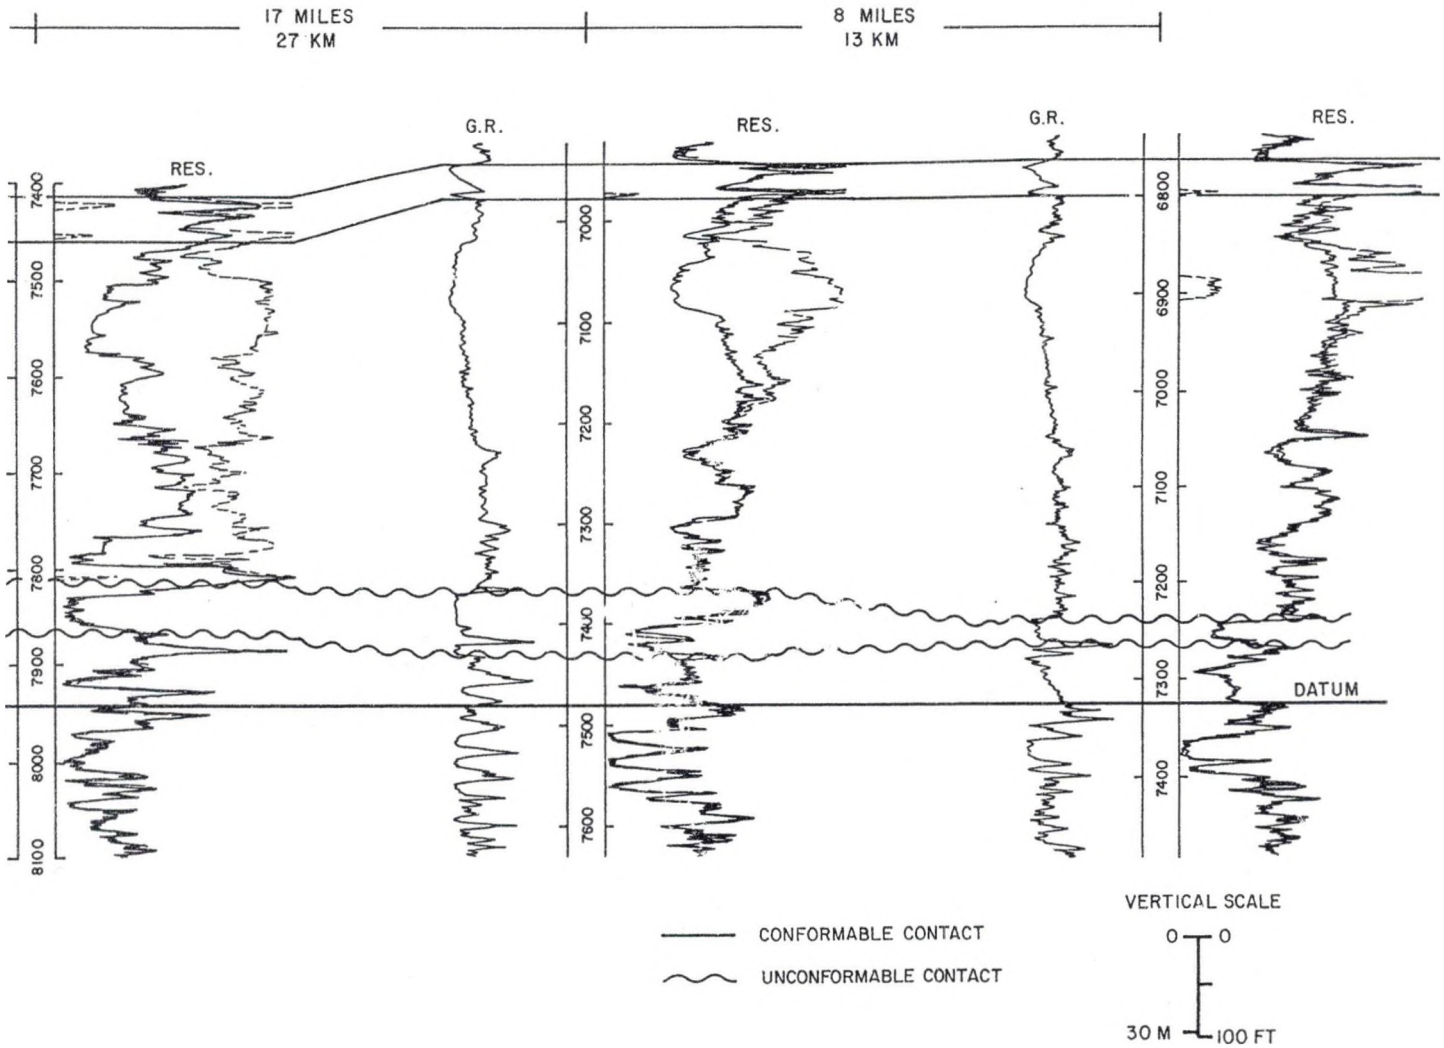 17 MILES
27 KM
8 MILES
13 KM
RES.
G.R.
RES.
G.R.
RES.
7400
7500
7600
7700
7800
7900
8000
8100
7000
7100
7200
7300
7400
7500
7600
6800
6900
7000
7100
7200
7300
7400
DATUM
CONFORMABLE CONTACT
UNCONFORMABLE CONTACT
VERTICAL SCALE
0 0
30 M 100 FT